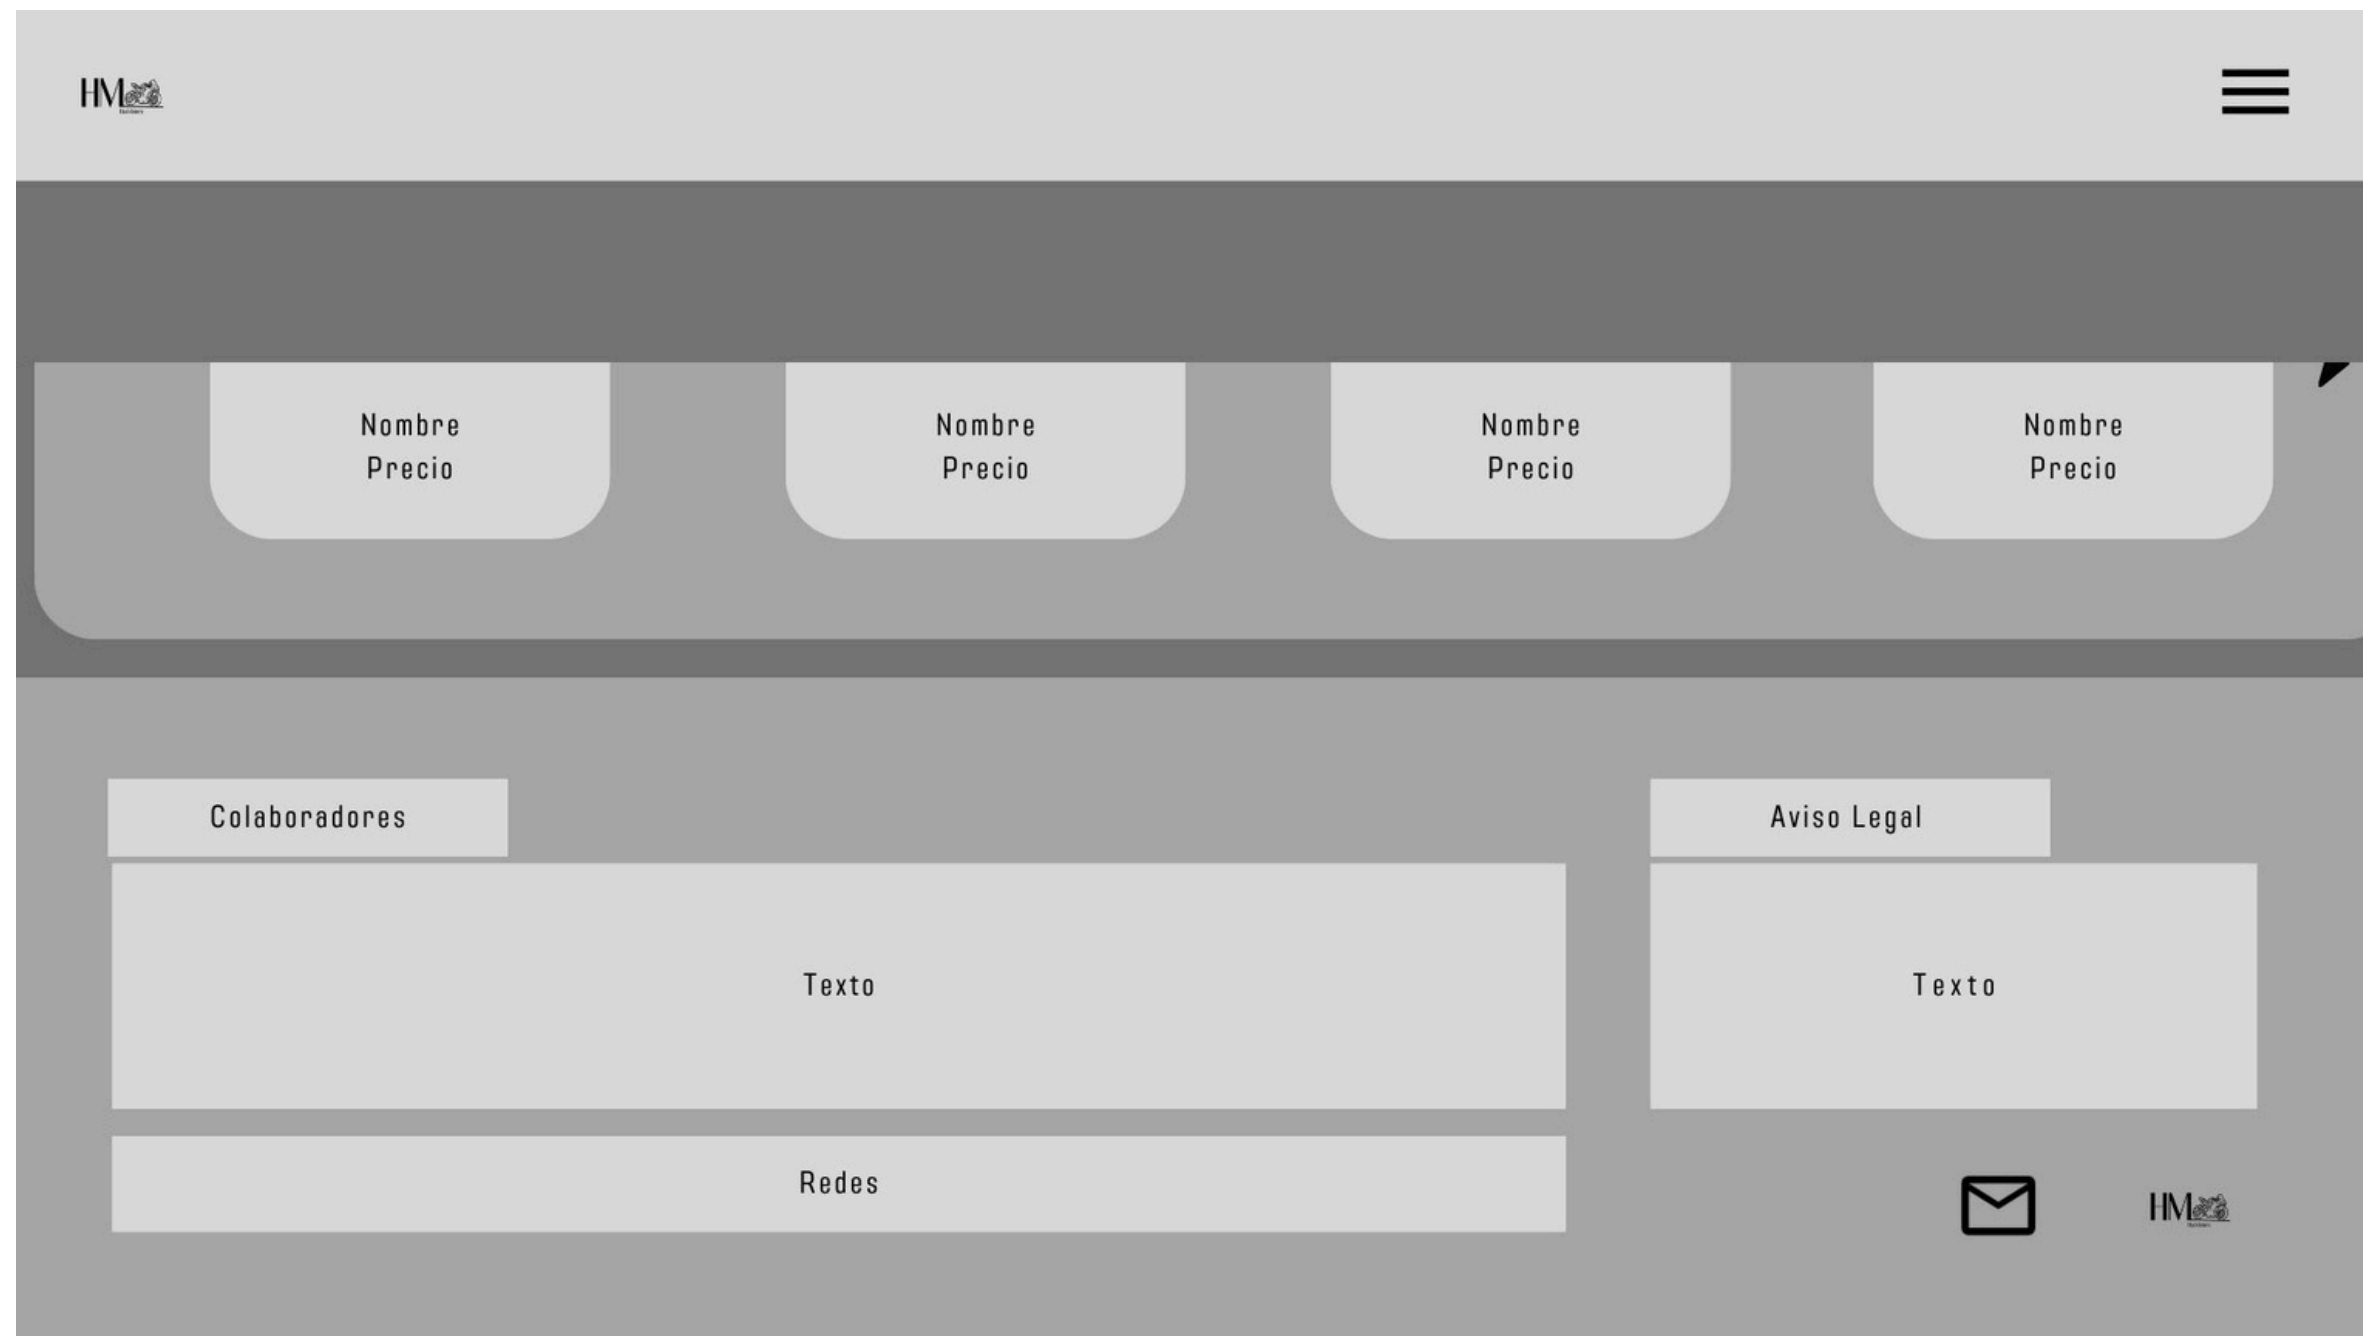 HM
Nombre
Precio
Nombre
Precio
Nombre
Precio
Nombre
Precio
Colaboradores
Aviso Legal
Texto
Texto
Redes
HM